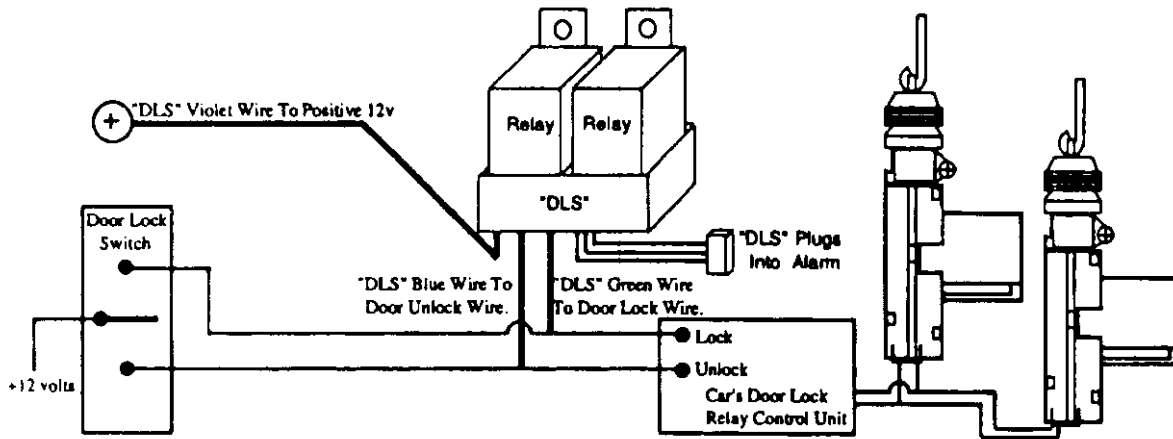 "DLS" Violet Wire To Positive 12v
+
Relay
Relay
"DLS"
Door Lock
Switch
"DLS" Plugs
Into Alarm
"DLS" Blue Wire To
Door Unlock Wire.
"DLS" Green Wire
To Door Lock Wire.
+12 volts
Lock
Unlock
Car's Door Lock
Relay Control Unit